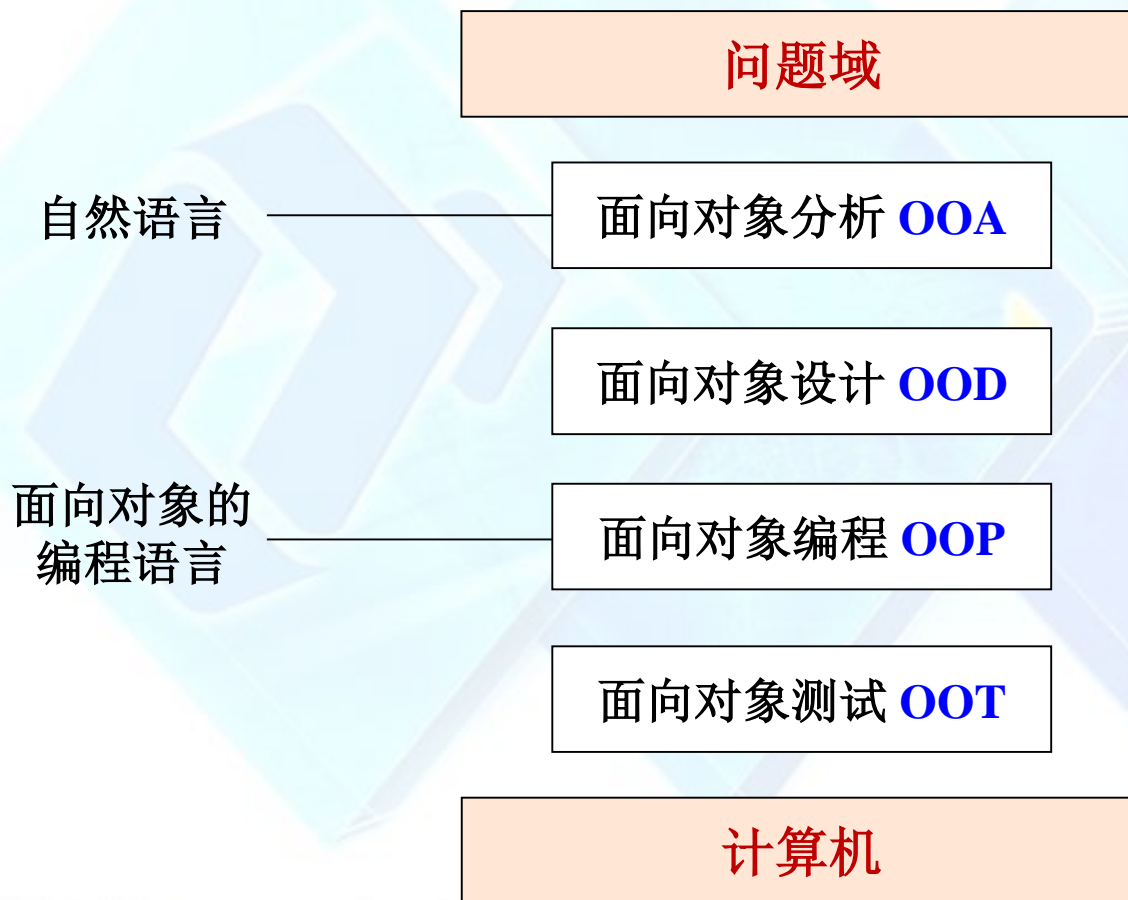 问题域
自然语言
面向对象分析 OOA
面向对象设计 OOD
面向对象的
编程语言
面向对象编程 OOP
面向对象测试 OOT
计算机